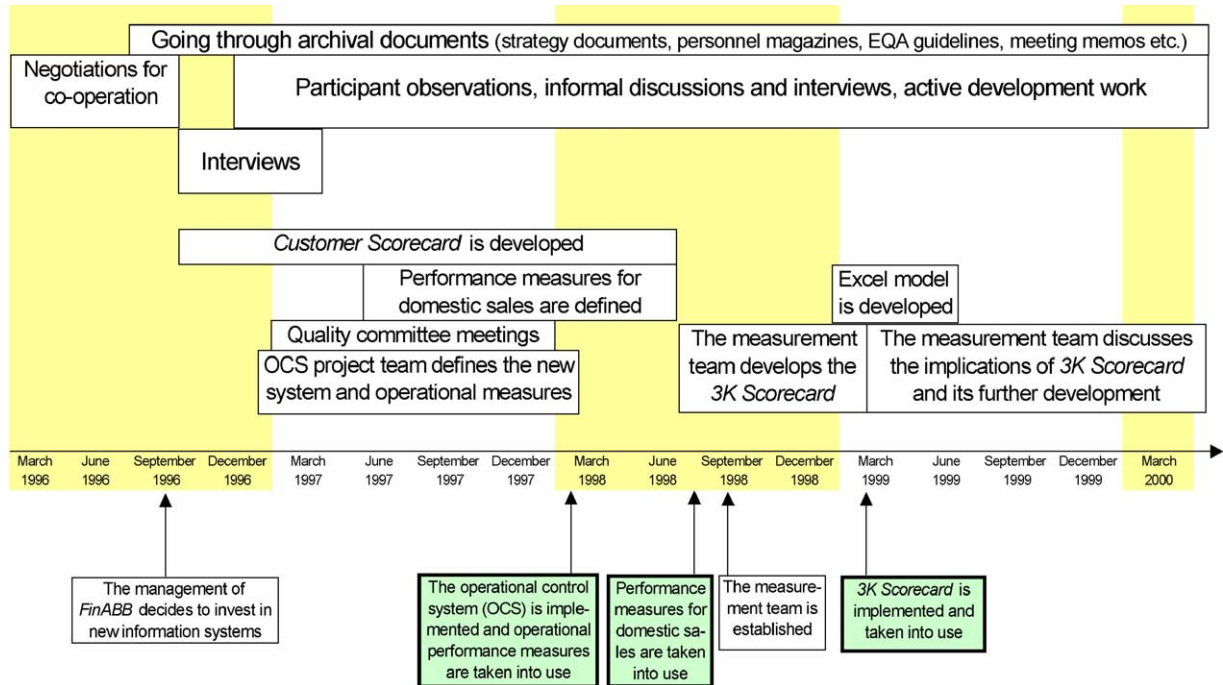 Going through archival documents (strategy documents, personnel magazines, EQA guidelines, meeting memos etc.)
Negotiations for
co-operation
Participant observations, informal discussions and interviews, active development work
Interviews
Customer Scorecard is developed
Performance measures for
domestic sales are defined
Excel model
is developed
Quality committee meetings
OCS project team defines the new
system and operational measures
The measurement
team develops the
3K Scorecard
The measurement team discusses
the implications of 3K Scorecard
and its further development
March
1996
June
1996
September
1996
December
1996
March
1997
June
1997
September
1997
December
1997
March
1998
June
1998
September
1998
December
1998
March
1999
June
1999
September
1999
December
1999
March
2000
The management of
FinABB decides to invest in
new information systems
The operational control
system (OCS) is imple-
mented and operational
performance measures
are taken into use
Performance
measures for
domestic sa-
les are taken
into use
The measure-
ment team is
established
3K Scorecard is
implemented and
taken into use